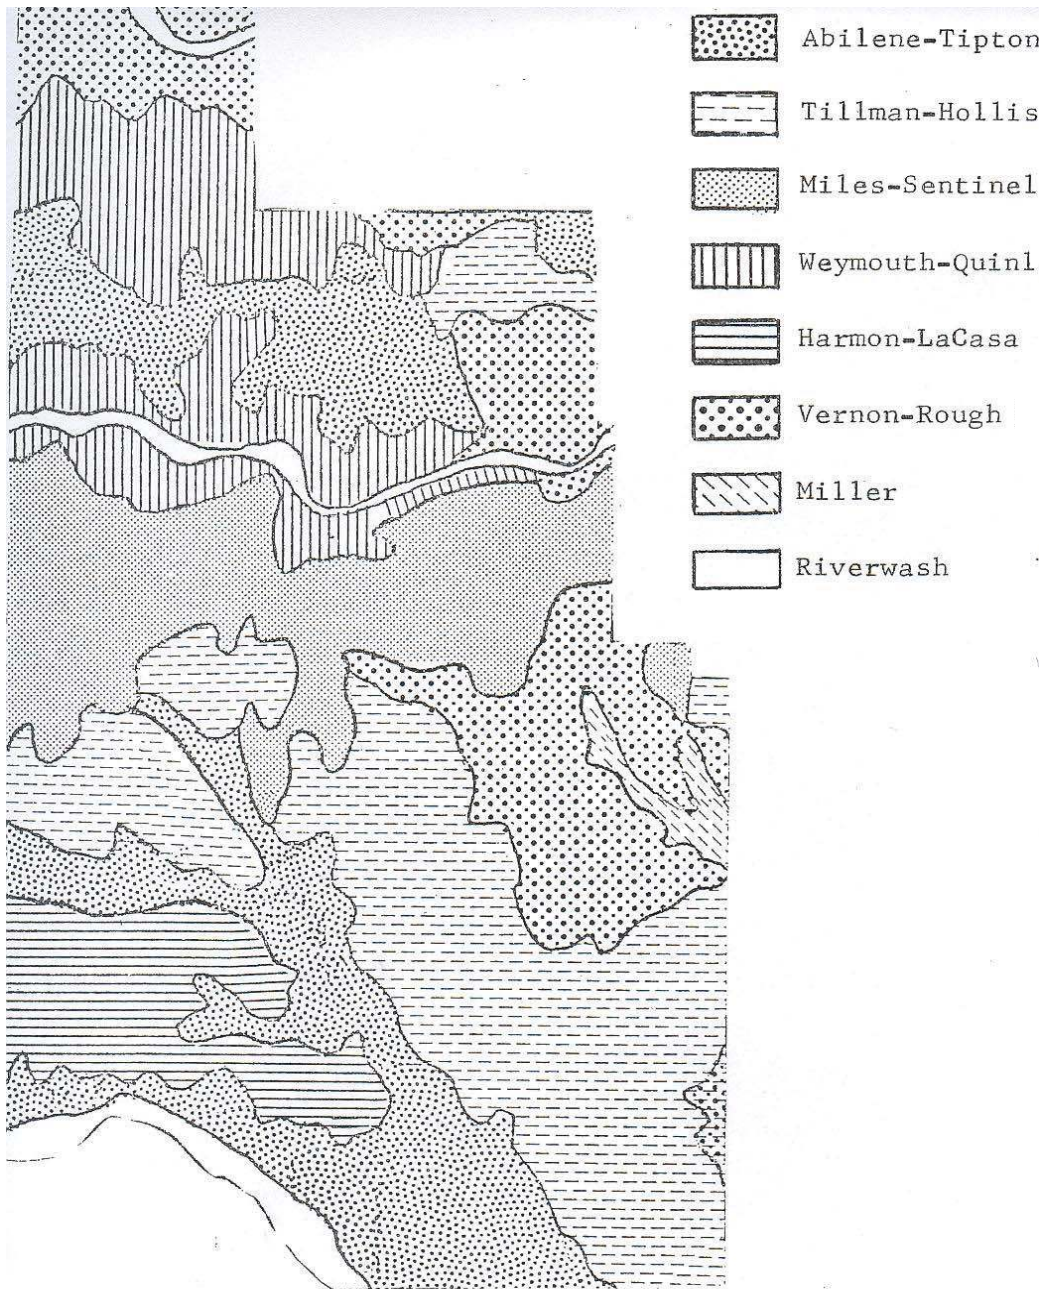 Abilene-Tipton
Tillman-Hollis
Miles-Sentinel
Weymouth-Quinl
Harmon-LaCasa
Vernon-Rough
Miller
Riverwash